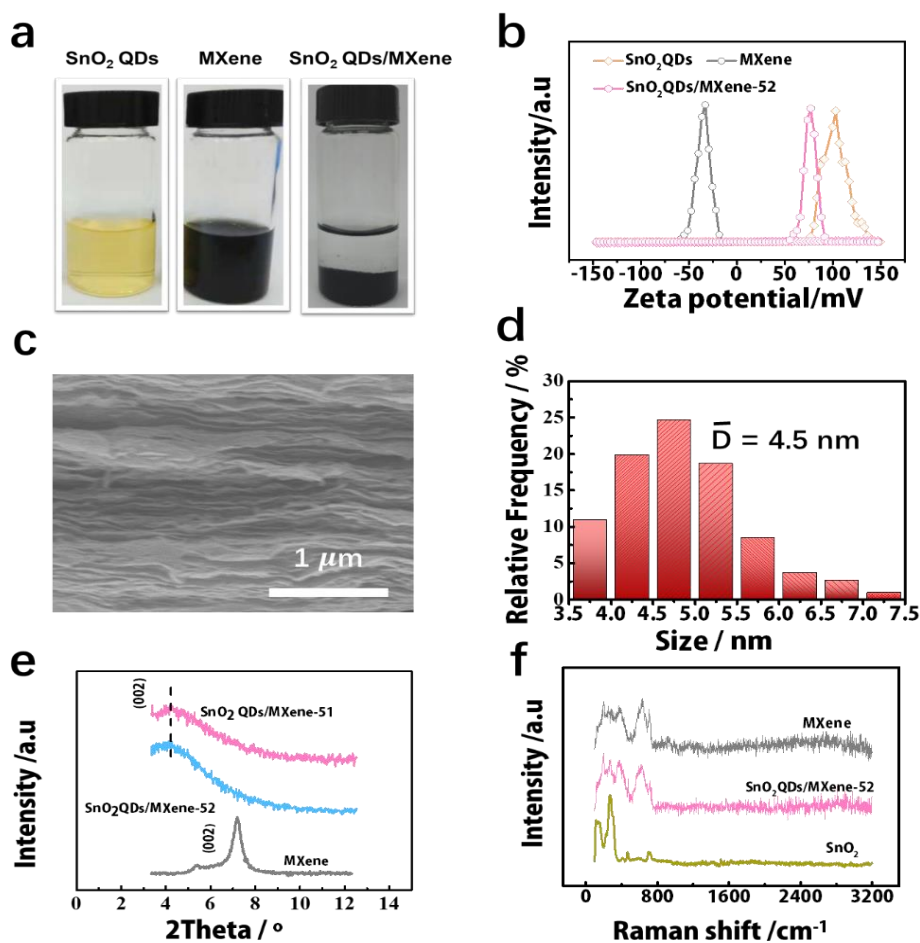 a
SnO₂ QDs MXene SnO₂ QDs/MXene
b
SnO₂QDs MXene
SnO₂QDs/MXene-52
Intensity/a.u
-150 -100 -50 0 50 100 150
Zeta potential/mV
c
1 μm
d
D̅ = 4.5 nm
Relative Frequency / %
30
25
20
15
10
5
0
3.5 4.0 4.5 5.0 5.5 6.0 6.5 7.0 7.5
Size / nm
e
(002)
SnO₂ QDs/MXene-51
SnO₂QDs/MXene-52
(002)
MXene
Intensity /a.u
0 2 4 6 8 10 12 14
2Theta / °
f
MXene
SnO₂QDs/MXene-52
SnO₂
Intensity /a.u
0 800 1600 2400 3200
Raman shift /cm⁻¹